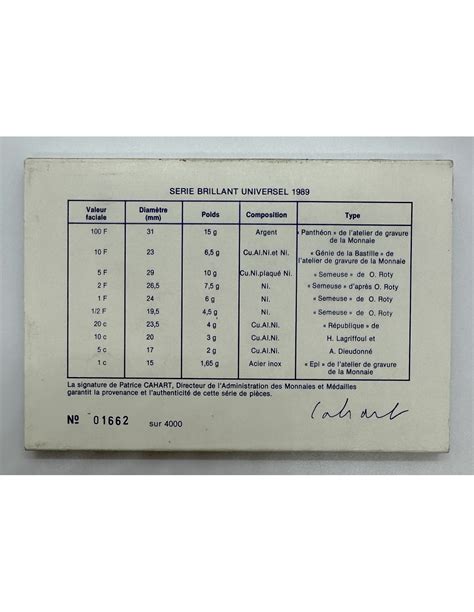 SERIE BRILLANT UNIVERSEL 1989
Valeur faciale Diamètre (mm) Poids Composition Type
100 F 31 15 g Argent « Panthéon » de l'atelier de gravure
de la Monnaie
10 F 23 6,5 g Cu.Al.Ni.et Ni. « Génie de la Bastille » de
l'atelier de gravure de la Monnaie
5 F 29 10 g Cu.Ni.plaqué Ni. « Semeuse » de O. Roty
2 F 26,5 7,5 g Ni. « Semeuse » d'après O. Roty
1 F 24 6 g Ni. « Semeuse » de O. Roty
1/2 F 19,5 4,5 g Ni. « Semeuse » de O. Roty
20 c 23,5 4 g Cu.Al.Ni. « République » de
10 c 20 3 g Cu.Al.Ni. H. Lagriffoul et
5 c 17 2 g Cu.Al.Ni. A. Dieudonné
1 c 15 1,65 g Acier inox « Epi » de l'atelier de gravure
de la Monnaie
La signature de Patrice CAHART, Directeur de l'Administration des Monnaies et Médailles
garantit la provenance et l'authenticité de cette série de pièces.
Nº 01662 sur 4000
Cahart